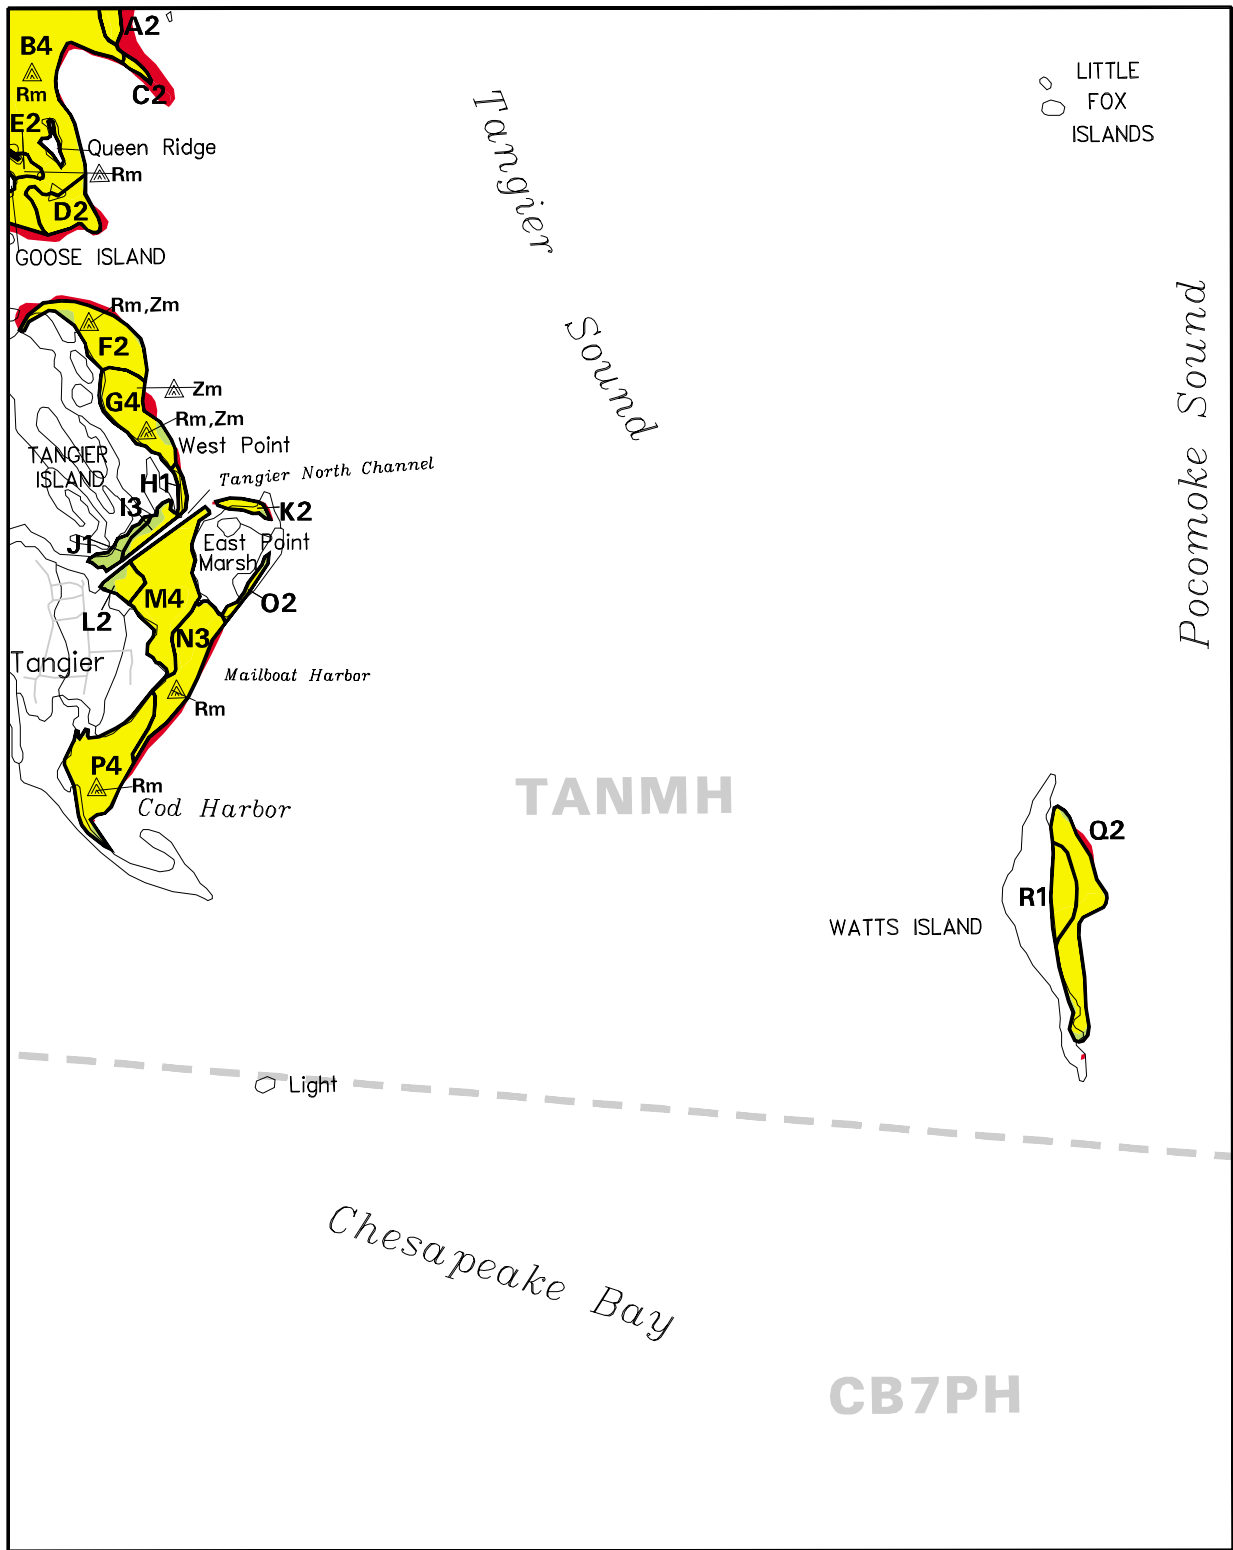 A2
B4
Rm
C2
E2
Queen Ridge
Rm
D2
GOOSE ISLAND
LITTLE
FOX
ISLANDS
Tangier
Sound
Pocomoke Sound
Rm,Zm
F2
Zm
G4
Rm,Zm
West Point
TANGIER
ISLAND
Tangier North Channel
H1
I3
K2
J1
East Point
Marsh
M4
O2
L2
N3
Tangier
Mailboat Harbor
Rm
P4
Rm
Cod Harbor
TANMH
Q2
R1
WATTS ISLAND
Light
Chesapeake Bay
CB7PH